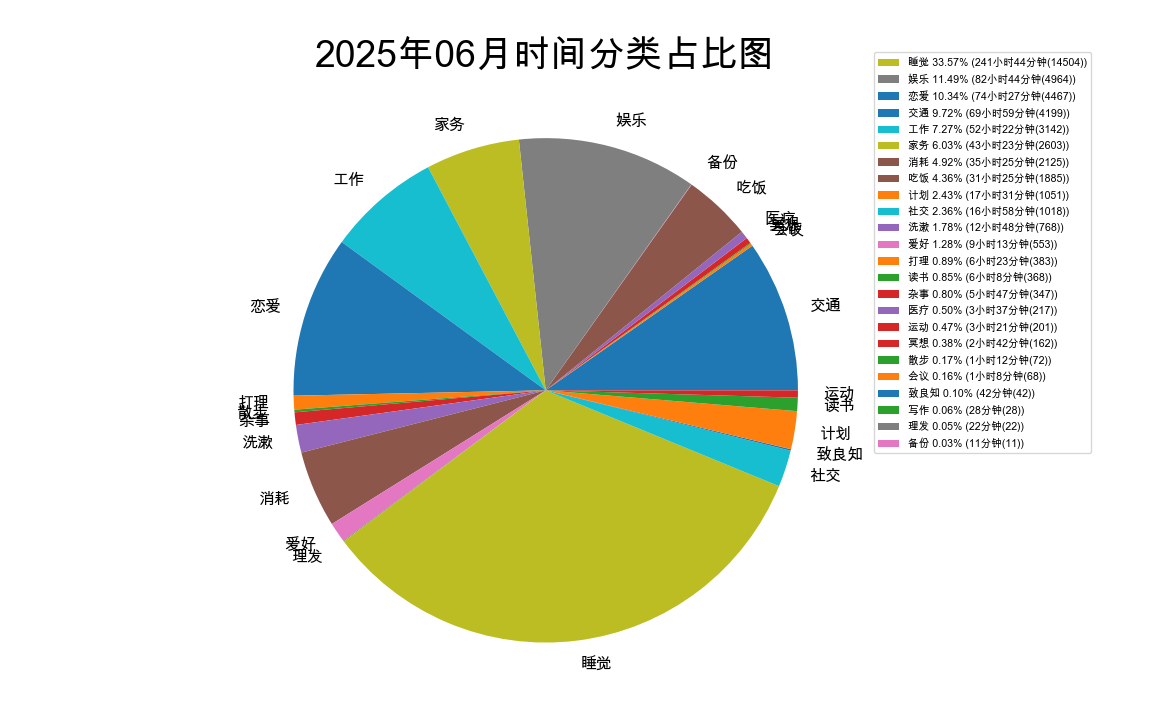 2025年06月时间分类占比图
睡觉 33.57% (241小时44分钟(14504))
娱乐 11.49% (82小时44分钟(4964))
恋爱 10.34% (74小时27分钟(4467))
交通 9.72% (69小时59分钟(4199))
工作 7.27% (52小时22分钟(3142))
家务 6.03% (43小时23分钟(2603))
消耗 4.92% (35小时25分钟(2125))
吃饭 4.36% (31小时25分钟(1885))
计划 2.43% (17小时31分钟(1051))
社交 2.36% (16小时58分钟(1018))
洗漱 1.78% (12小时48分钟(768))
爱好 1.28% (9小时13分钟(553))
打理 0.89% (6小时23分钟(383))
读书 0.85% (6小时8分钟(368))
杂事 0.80% (5小时47分钟(347))
医疗 0.50% (3小时37分钟(217))
运动 0.47% (3小时21分钟(201))
冥想 0.38% (2小时42分钟(162))
散步 0.17% (1小时12分钟(72))
会议 0.16% (1小时8分钟(68))
致良知 0.10% (42分钟(42))
写作 0.06% (28分钟(28))
理发 0.05% (22分钟(22))
备份 0.03% (11分钟(11))
娱乐
家务
备份
工作
吃饭
医疗
会议
交通
恋爱
运动
打理
读书
散步
杂事
计划
洗漱
致良知
社交
消耗
爱好
理发
睡觉